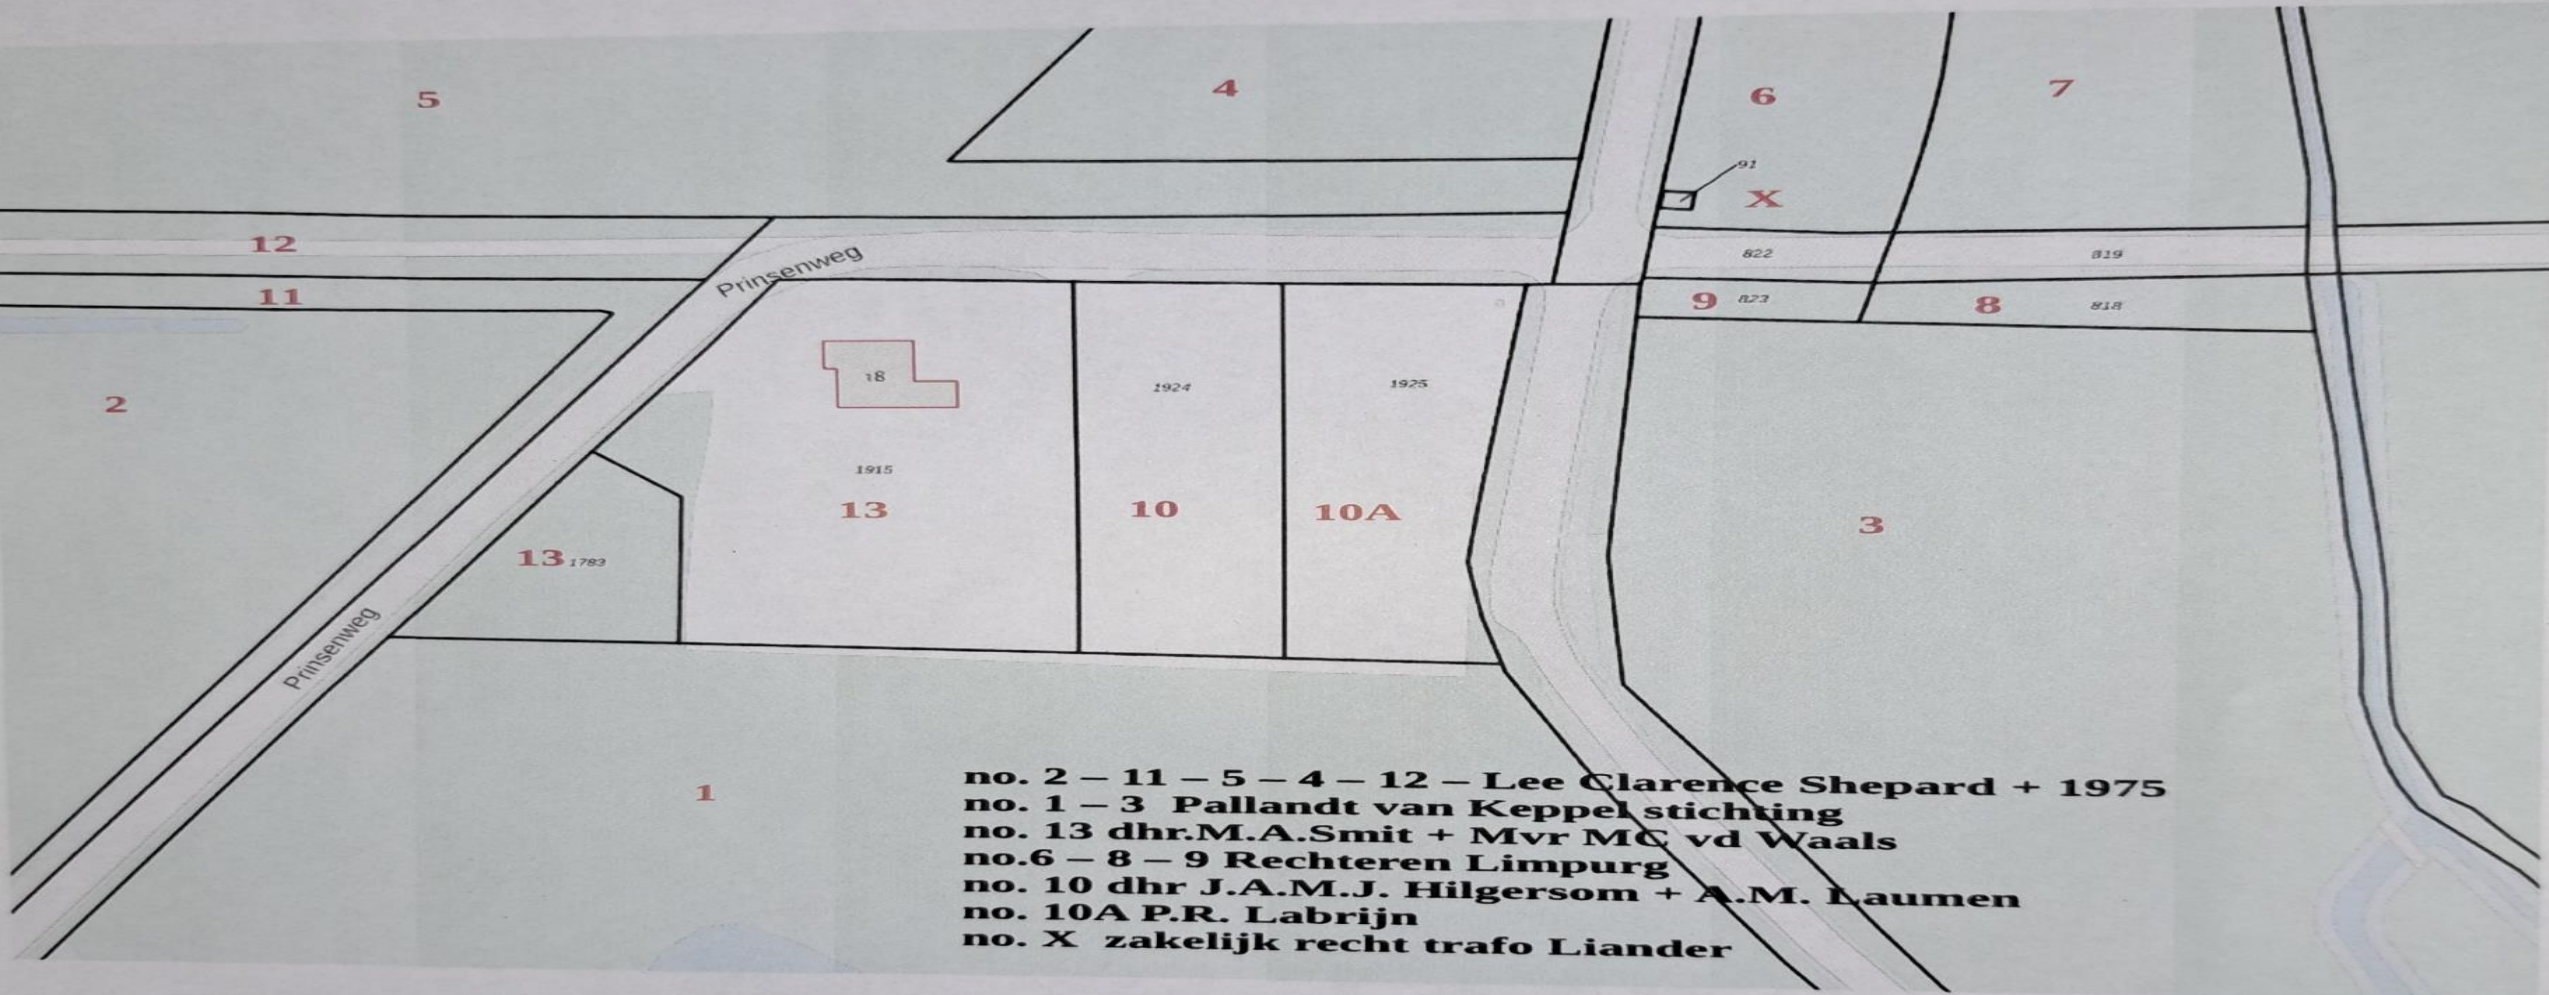 5
4
6
7
91
X
12
Prinsenweg
822
819
11
9 823
8 818
2
18
1924
1925
1915
13
10
10A
3
13 1783
Prinsenweg
1
no. 2 – 11 – 5 – 4 – 12 – Lee Clarence Shepard + 1975
no. 1 – 3 Pallandt van Keppel stichting
no. 13 dhr.M.A.Smit + Mvr MC vd Waals
no.6 – 8 – 9 Rechteren Limpurg
no. 10 dhr J.A.M.J. Hilgersom + A.M. Laumen
no. 10A P.R. Labrijn
no. X zakelijk recht trafo Liander